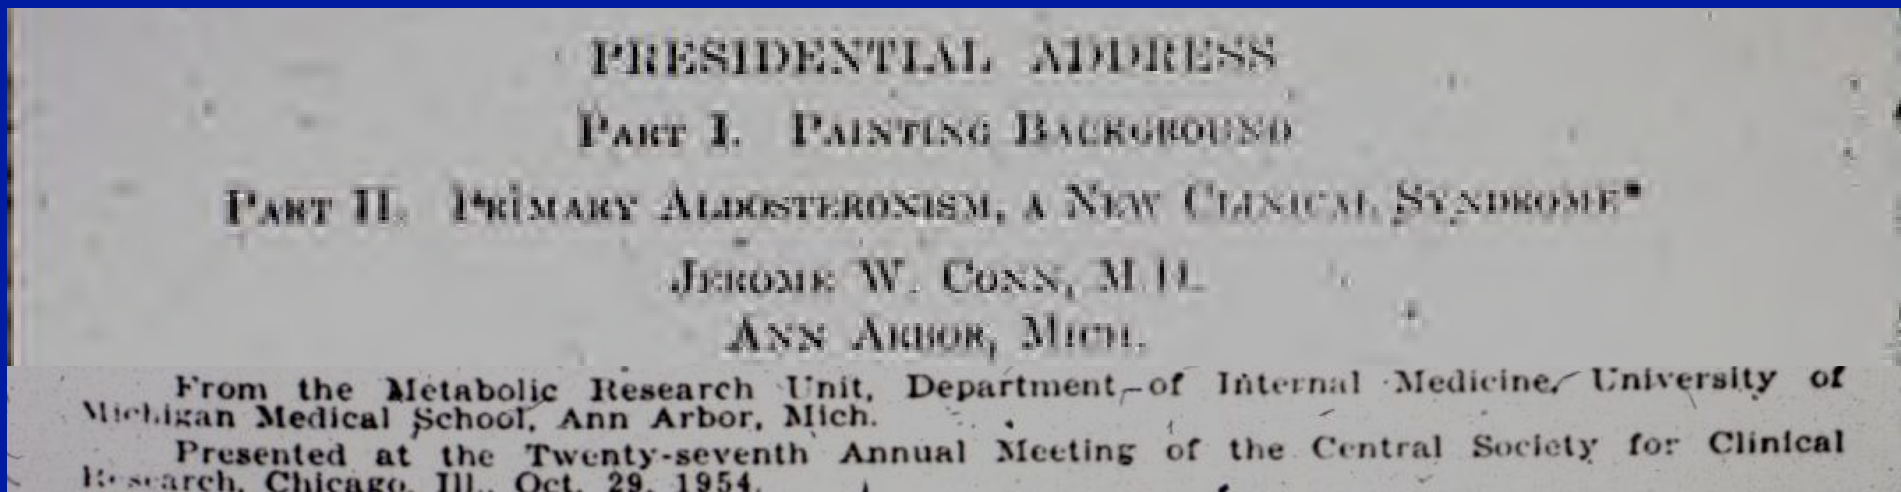 PRESIDENTIAL ADDRESS
PART I. PAINTING BACKGROUND
PART II. PRIMARY ALDOSTERONISM, A NEW CLINICAL SYNDROME*
JEROME W. CONN, M.D.
ANN ARBOR, MICH.
From the Metabolic Research Unit, Department of Internal Medicine, University of
Michigan Medical School, Ann Arbor, Mich.
Presented at the Twenty-seventh Annual Meeting of the Central Society for Clinical
Research, Chicago, Ill., Oct. 29, 1954.